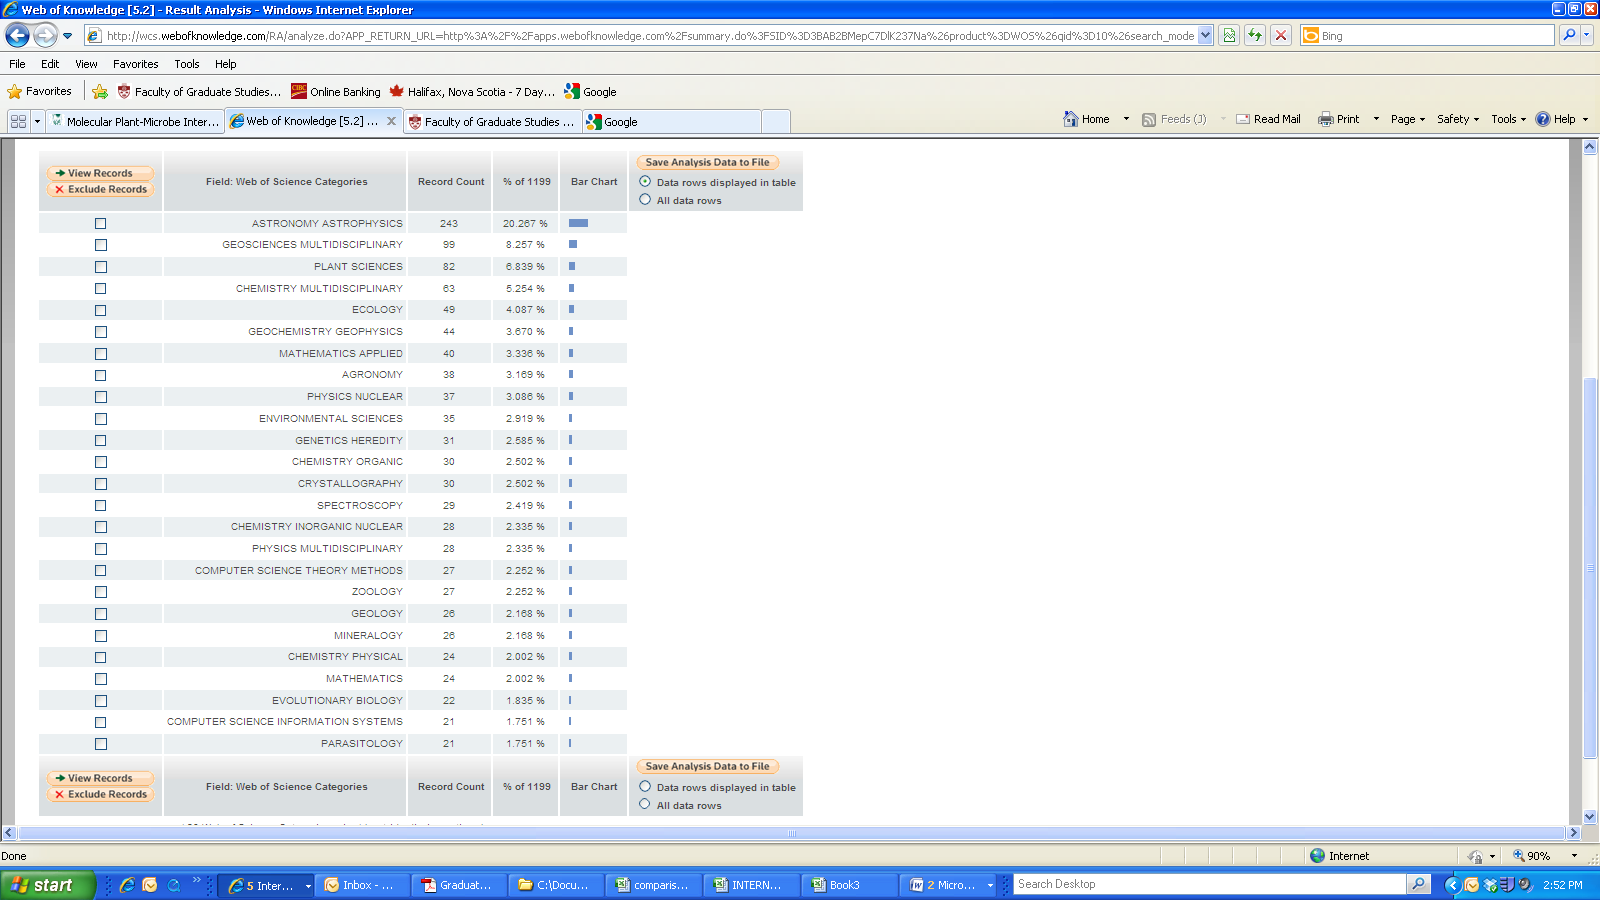 Web of Knowledge [5.2] - Result Analysis - Windows Internet Explorer
http://wcs.webofknowledge.com/RA/analyze.do?APP_RETURN_URL=http%3A%2F%2Fapps.webofknowledge.com%2Fsummary.do%3FSID%3D3BAB2BMepC7DlK237Na%26product%3DWOS%26qid%3D10%26search_mode
Bing
File Edit View Favorites Tools Help
Favorites Faculty of Graduate Studies... CIBC Online Banking Halifax, Nova Scotia - 7 Day... Google
Molecular Plant-Microbe Inter... Web of Knowledge [5.2] ... X Faculty of Graduate Studies ... Google Home Feeds (J) Read Mail Print Page Safety Tools Help
View Records
Exclude Records
Field: Web of Science Categories Record Count % of 1199 Bar Chart
Save Analysis Data to File
Data rows displayed in table
All data rows
ASTRONOMY ASTROPHYSICS 243 20.267 %
GEOSCIENCES MULTIDISCIPLINARY 99 8.257 %
PLANT SCIENCES 82 6.839 %
CHEMISTRY MULTIDISCIPLINARY 63 5.254 %
ECOLOGY 49 4.087 %
GEOCHEMISTRY GEOPHYSICS 44 3.670 %
MATHEMATICS APPLIED 40 3.336 %
AGRONOMY 38 3.169 %
PHYSICS NUCLEAR 37 3.086 %
ENVIRONMENTAL SCIENCES 35 2.919 %
GENETICS HEREDITY 31 2.585 %
CHEMISTRY ORGANIC 30 2.502 %
CRYSTALLOGRAPHY 30 2.502 %
SPECTROSCOPY 29 2.419 %
CHEMISTRY INORGANIC NUCLEAR 28 2.335 %
PHYSICS MULTIDISCIPLINARY 28 2.335 %
COMPUTER SCIENCE THEORY METHODS 27 2.252 %
ZOOLOGY 27 2.252 %
GEOLOGY 26 2.168 %
MINERALOGY 26 2.168 %
CHEMISTRY PHYSICAL 24 2.002 %
MATHEMATICS 24 2.002 %
EVOLUTIONARY BIOLOGY 22 1.835 %
COMPUTER SCIENCE INFORMATION SYSTEMS 21 1.751 %
PARASITOLOGY 21 1.751 %
View Records
Exclude Records
Field: Web of Science Categories Record Count % of 1199 Bar Chart
Save Analysis Data to File
Data rows displayed in table
All data rows
Done Internet 90%
start 5 Inter... Inbox - ... Graduat... C:\Docu... comparis... INTERN... Book3 2 Micro... Search Desktop 2:52 PM